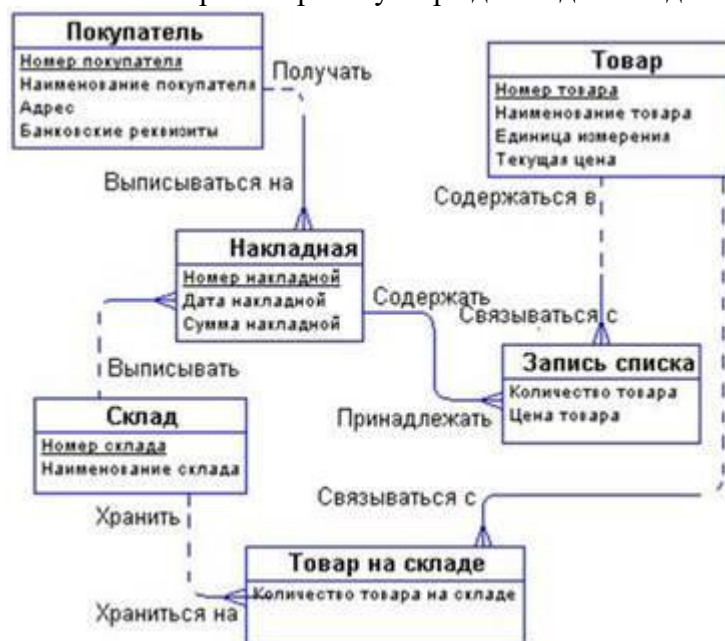 Покупатель
Номер покупателя
Наименование покупателя
Адрес
Банковские реквизиты
Получать
Товар
Номер товара
Наименование товара
Единица измерения
Текущая цена
Выписываться на
Содержаться в
Накладная
Номер накладной
Дата накладной
Сумма накладной
Содержать
Связываться с
Выписывать
Запись списка
Количество товара
Цена товара
Принадлежать
Склад
Номер склада
Наименование склада
Хранить
Связываться с
Товар на складе
Количество товара на складе
Храниться на